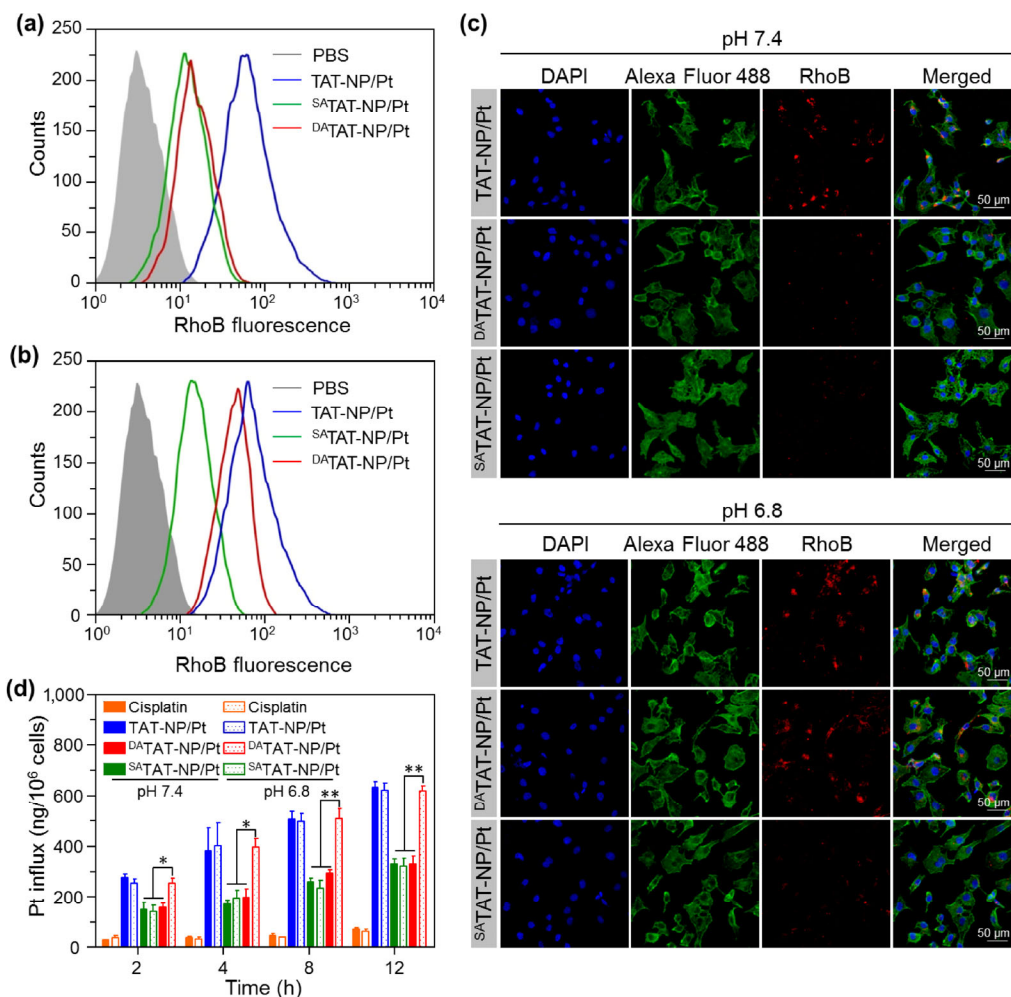 (a)
250
200
150
100
50
0
Counts
PBS
TAT-NP/Pt
SATAT-NP/Pt
DATAT-NP/Pt
10⁰ 10¹ 10² 10³ 10⁴
RhoB fluorescence
(b)
250
200
150
100
50
0
Counts
PBS
TAT-NP/Pt
SATAT-NP/Pt
DATAT-NP/Pt
10⁰ 10¹ 10² 10³ 10⁴
RhoB fluorescence
(c)
pH 7.4
DAPI Alexa Fluor 488 RhoB Merged
TAT-NP/Pt
50 μm
DATAT-NP/Pt
50 μm
SATAT-NP/Pt
50 μm
pH 6.8
DAPI Alexa Fluor 488 RhoB Merged
TAT-NP/Pt
50 μm
DATAT-NP/Pt
50 μm
SATAT-NP/Pt
50 μm
(d)
1,000
800
600
400
200
0
Pt influx (ng/10⁶ cells)
Cisplatin Cisplatin
TAT-NP/Pt TAT-NP/Pt
DATAT-NP/Pt DATAT-NP/Pt
SATAT-NP/Pt SATAT-NP/Pt
pH 7.4 pH 6.8
* * ** **
2 4 8 12
Time (h)